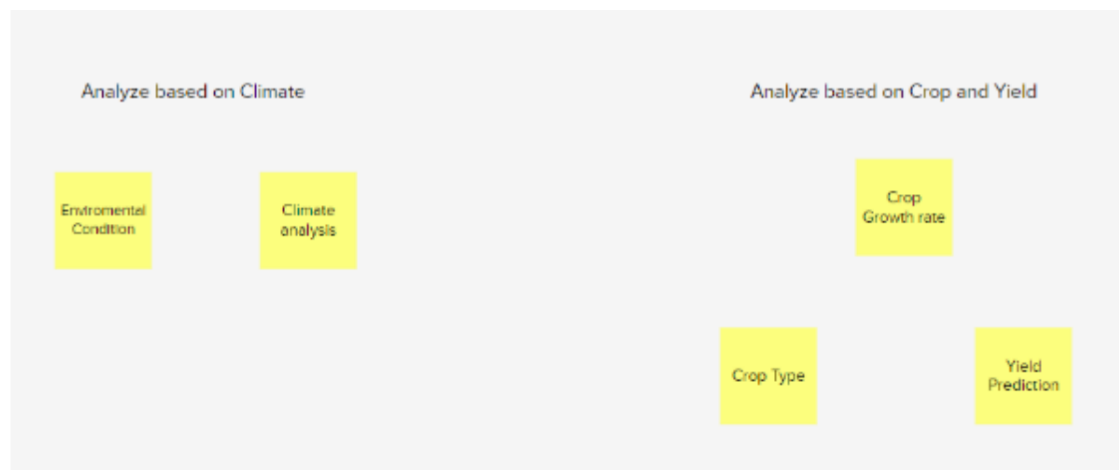 Analyze based on Climate
Analyze based on Crop and Yield
Enviromental
Condition
Climate
analysis
Crop
Growth rate
Crop Type
Yield
Prediction